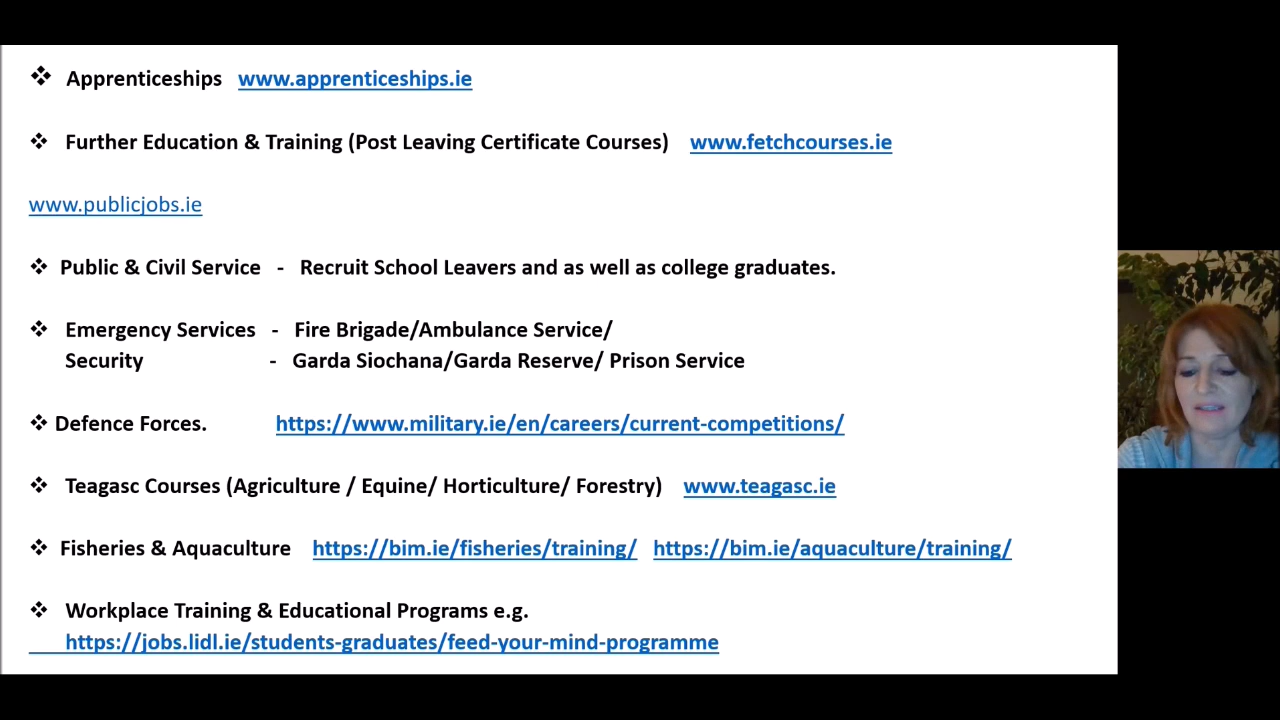 ❖ Apprenticeships www.apprenticeships.ie
❖ Further Education & Training (Post Leaving Certificate Courses) www.fetchcourses.ie
www.publicjobs.ie
❖ Public & Civil Service - Recruit School Leavers and as well as college graduates.
❖ Emergency Services - Fire Brigade/Ambulance Service/
Security - Garda Siochana/Garda Reserve/ Prison Service
❖ Defence Forces. https://www.military.ie/en/careers/current-competitions/
❖ Teagasc Courses (Agriculture / Equine/ Horticulture/ Forestry) www.teagasc.ie
❖ Fisheries & Aquaculture https://bim.ie/fisheries/training/ https://bim.ie/aquaculture/training/
❖ Workplace Training & Educational Programs e.g.
https://jobs.lidl.ie/students-graduates/feed-your-mind-programme